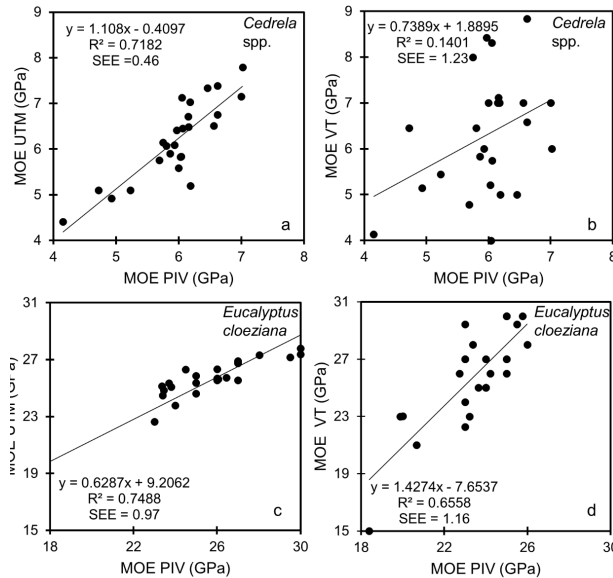 y = 1.108x - 0.4097
R² = 0.7182
SEE =0.46
Cedrela
spp.
9
8
7
6
5
4
MOE UTM (GPa)
a
4 5 6 7 8
MOE PIV (GPa)
y = 0.7389x + 1.8895
R² = 0.1401
SEE = 1.23
Cedrela
spp.
9
8
7
6
5
4
MOE VT (GPa)
b
4 5 6 7 8
MOE PIV (GPa)
Eucalyptus
cloeziana
31
27
23
19
15
MOE UTM (GPa)
y = 0.6287x + 9.2062
R² = 0.7488
SEE = 0.97
c
18 22 26 30
MOE PIV (GPa)
Eucalyptus
cloeziana
31
27
23
19
15
MOE VT (GPa)
y = 1.4274x - 7.6537
R² = 0.6558
SEE = 1.16
d
18 22 26 30
MOE PIV (GPa)